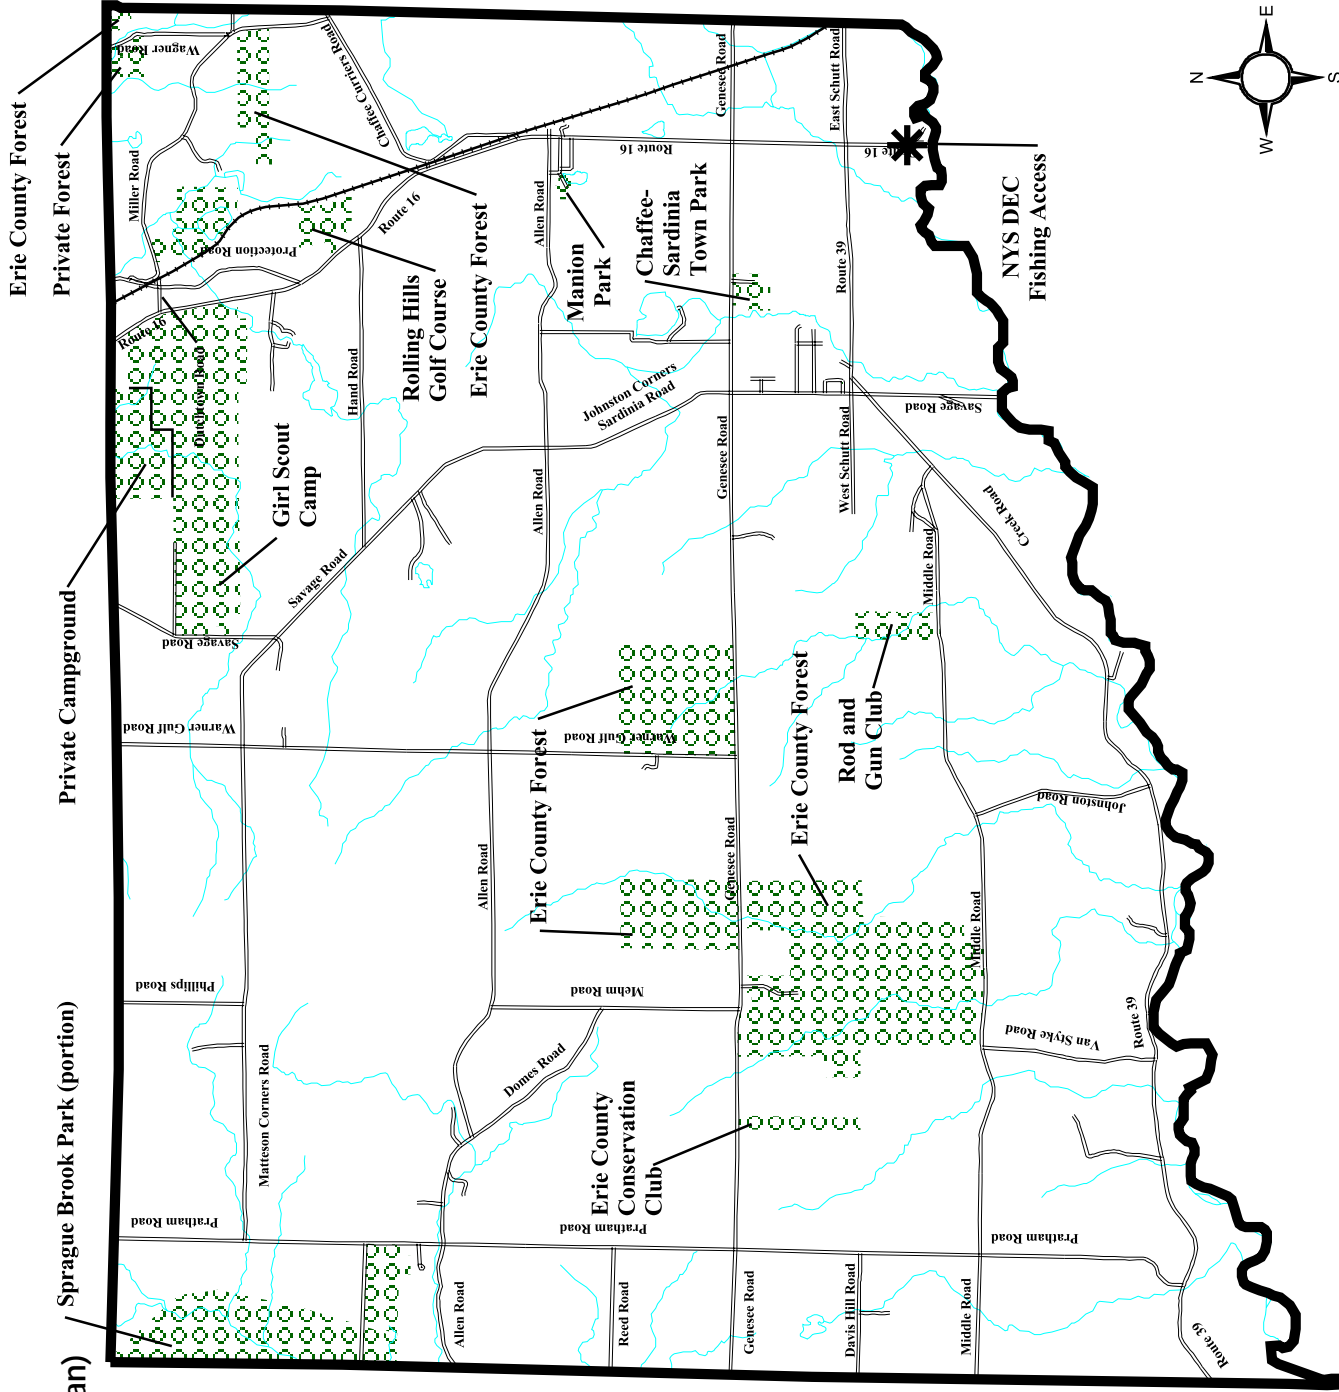 Erie County Forest
Private Forest
Private Campground
Sprague Brook Park (portion)
an)
Wagner Road
Miller Road
Chaffee Curriers Road
Protection Road
Route 16
Route 16
Hand Road
Rolling Hills
Golf Course
Erie County Forest
Girl Scout
Camp
Savage Road
Savage Road
Warner Gulf Road
Phillips Road
Matteson Corners Road
Pratham Road
Allen Road
Allen Road
Allen Road
Allen Road
Manion
Park
Chaffee-
Sardinia
Town Park
Route 16
Genesee Road
East Schutt Road
Route 16
NYS DEC
Fishing Access
Route 39
Johnston Corners
Sardinia Road
Genesee Road
West Schutt Road
Savage Road
Creek Road
Middle Road
Erie County Forest
Warner Gulf Road
Erie County Forest
Rod and
Gun Club
Johnston Road
Genesee Road
Middle Road
Mehm Road
Domes Road
Van Styke Road
Route 39
Erie County
Conservation
Club
Pratham Road
Pratham Road
Reed Road
Genesee Road
Davis Hill Road
Middle Road
Route 39
N
E
S
W